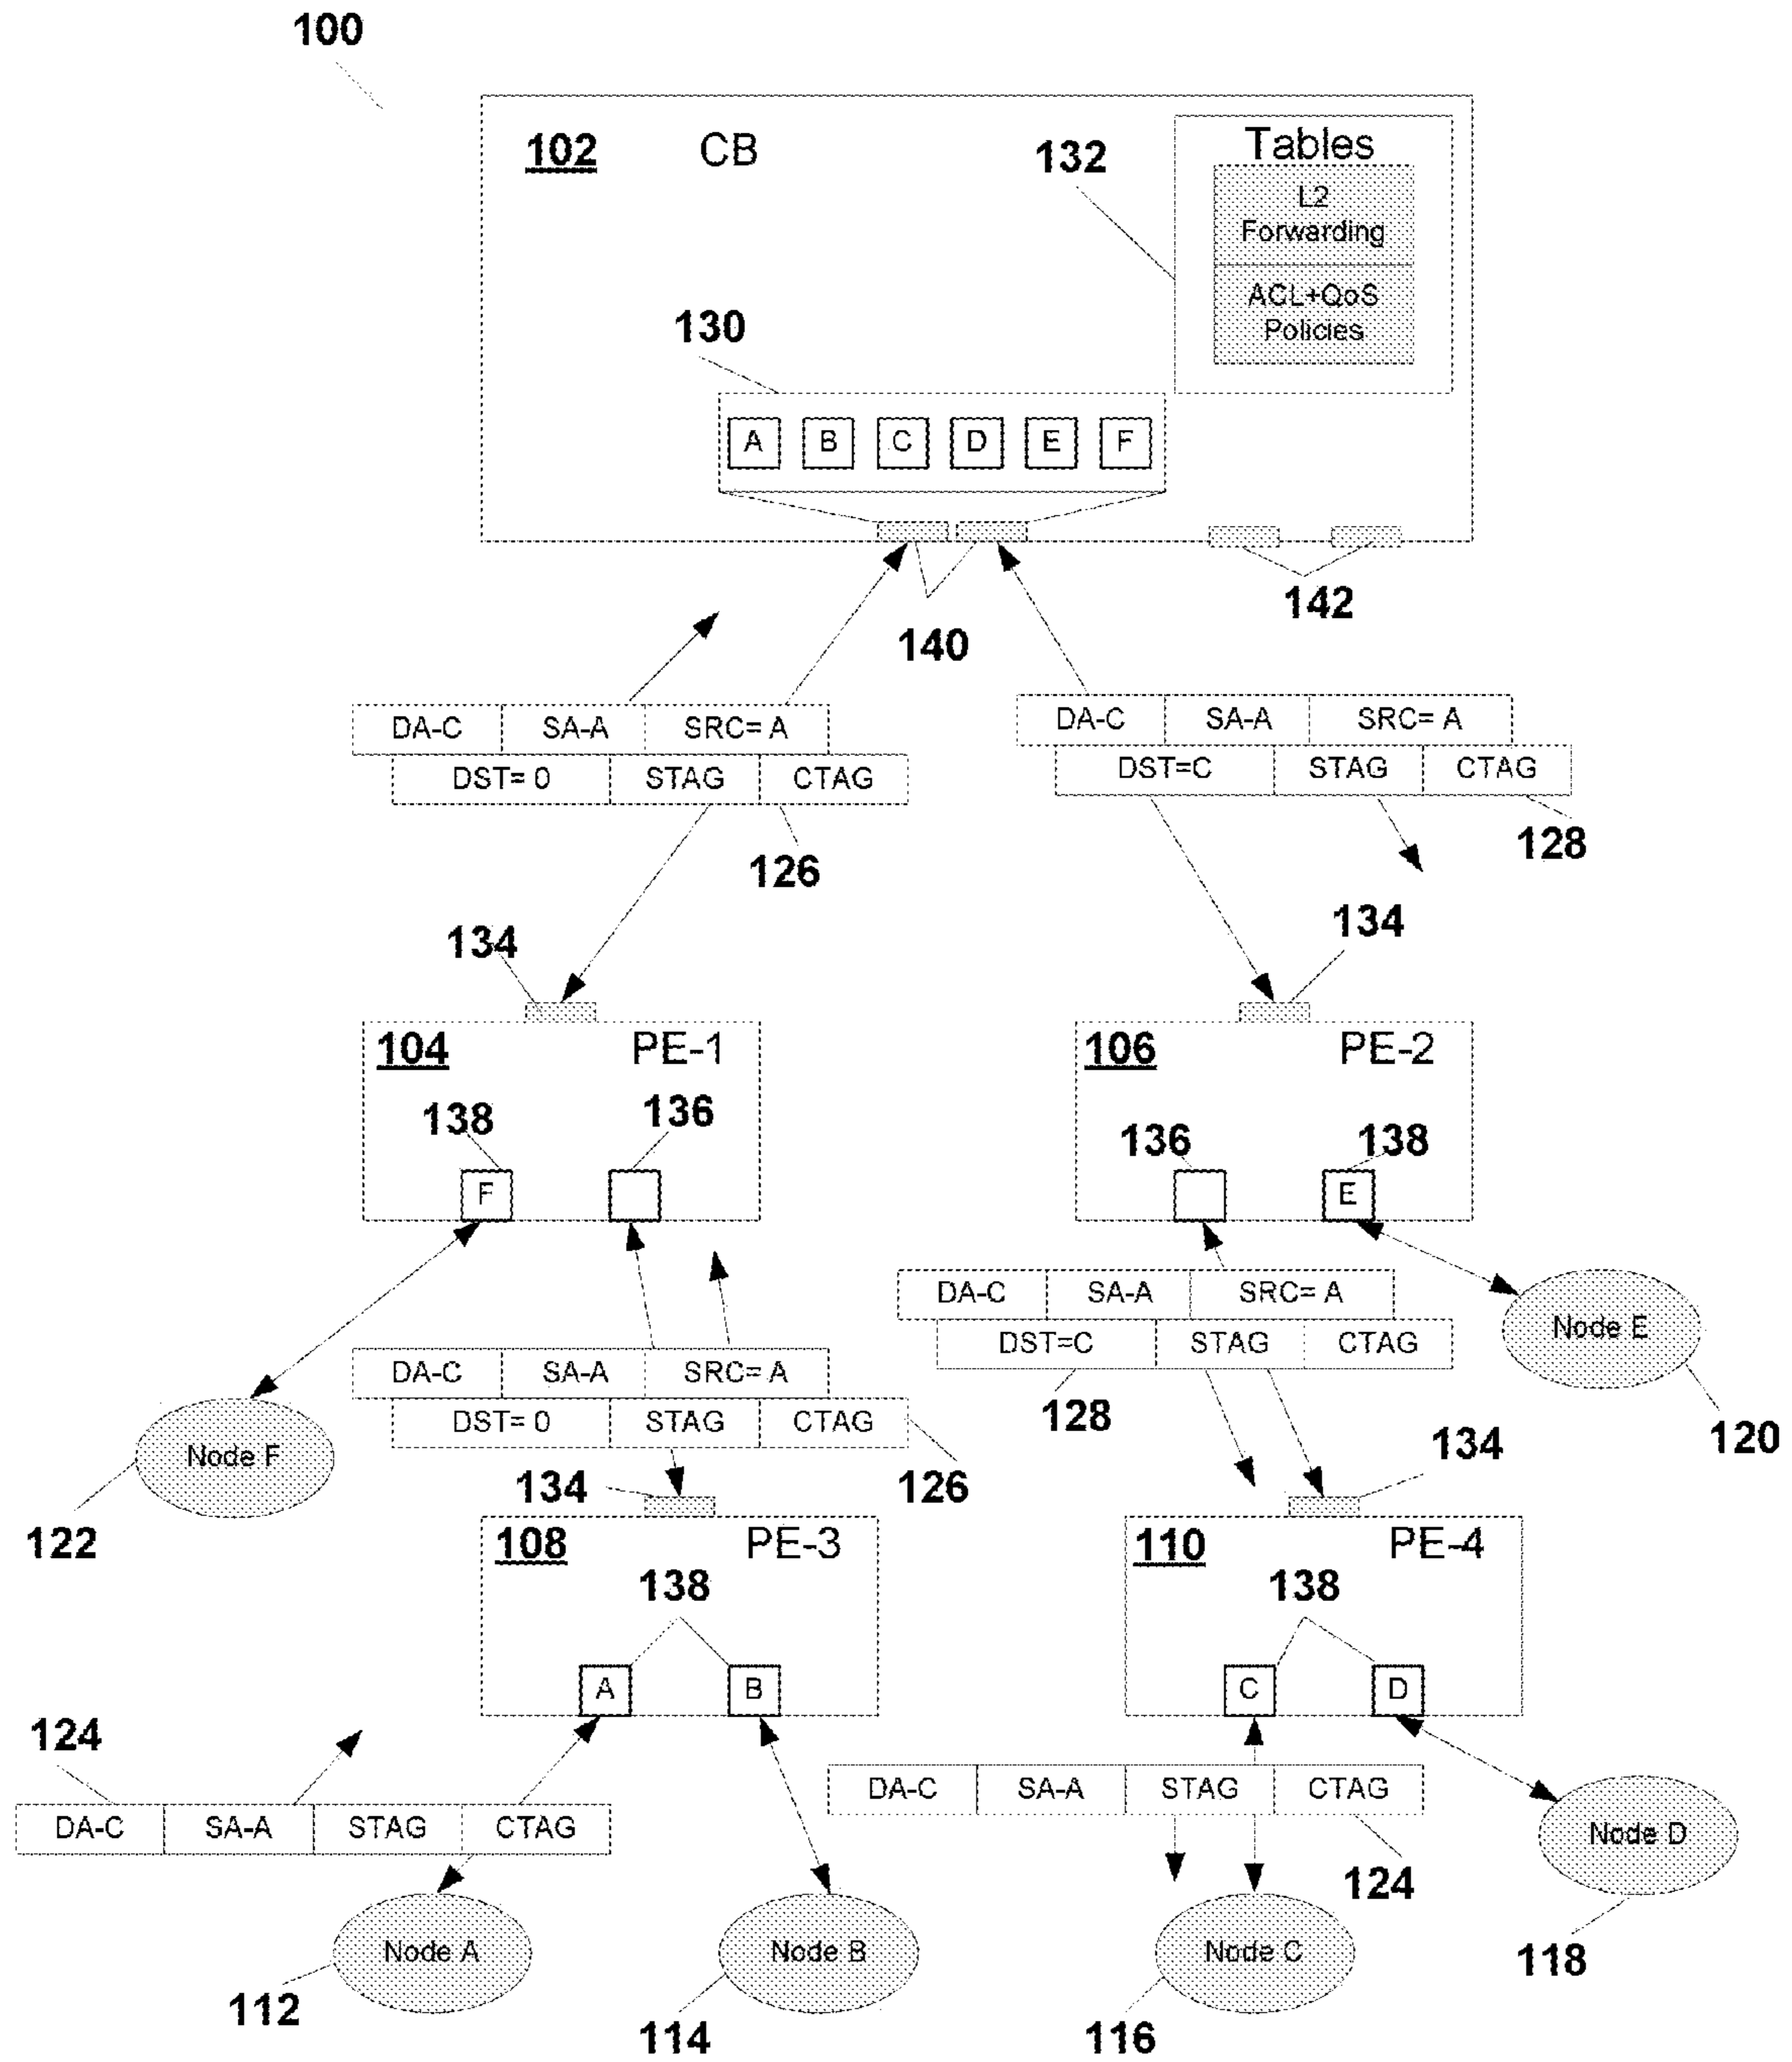 100
102 CB
132
Tables
L2
Forwarding
ACL+QoS
Policies
130
A B C D E F
140
142
DA-C SA-A SRC= A
DST= 0 STAG CTAG
126
DA-C SA-A SRC= A
DST=C STAG CTAG
128
134
134
104 PE-1
138 136
F
106 PE-2
136 138
E
DA-C SA-A SRC= A
DST=C STAG CTAG
128
Node E
120
DA-C SA-A SRC= A
DST= 0 STAG CTAG
126
Node F
122
134
134
108 PE-3
138
A B
110 PE-4
138
C D
124
DA-C SA-A STAG CTAG
DA-C SA-A STAG CTAG
124
Node D
118
Node A
112
Node B
114
Node C
116